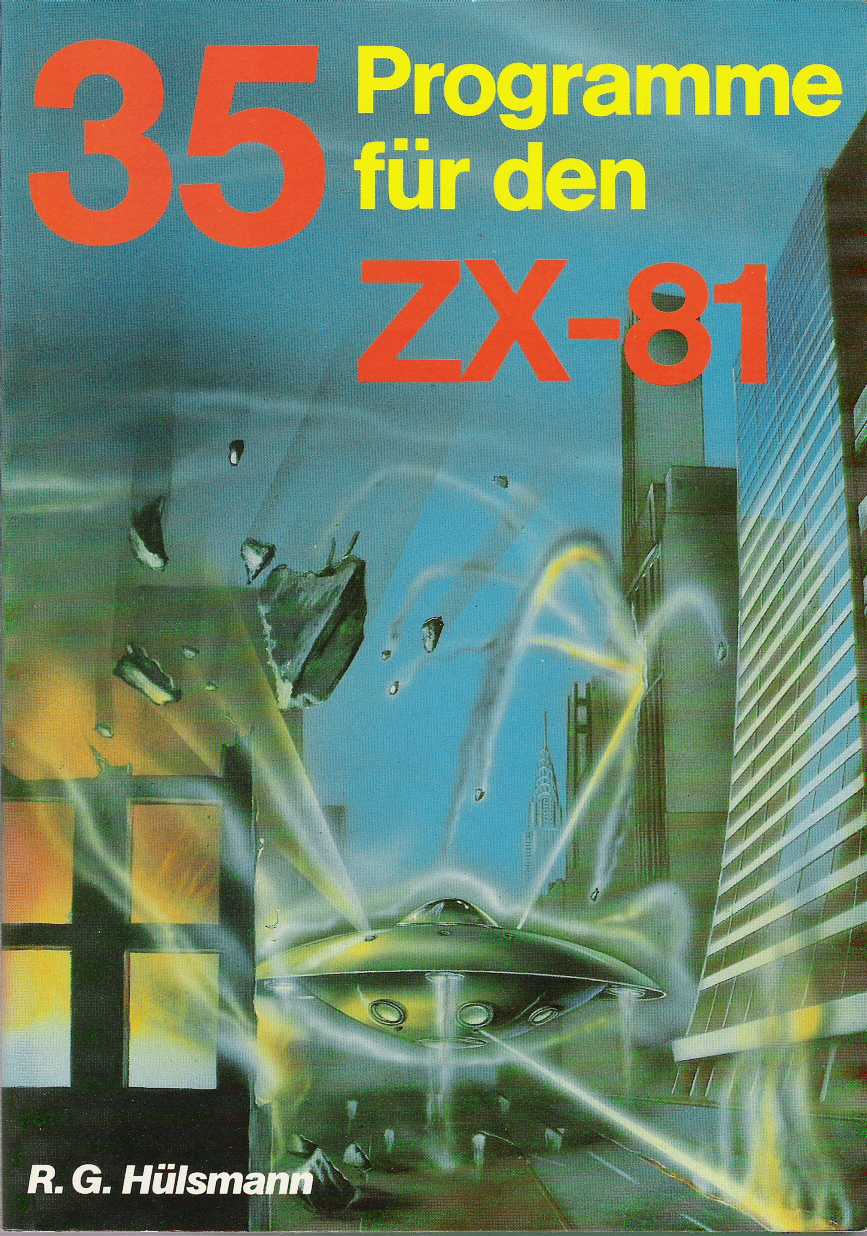 35 Programme
für den
ZX-81
R. G. Hülsmann